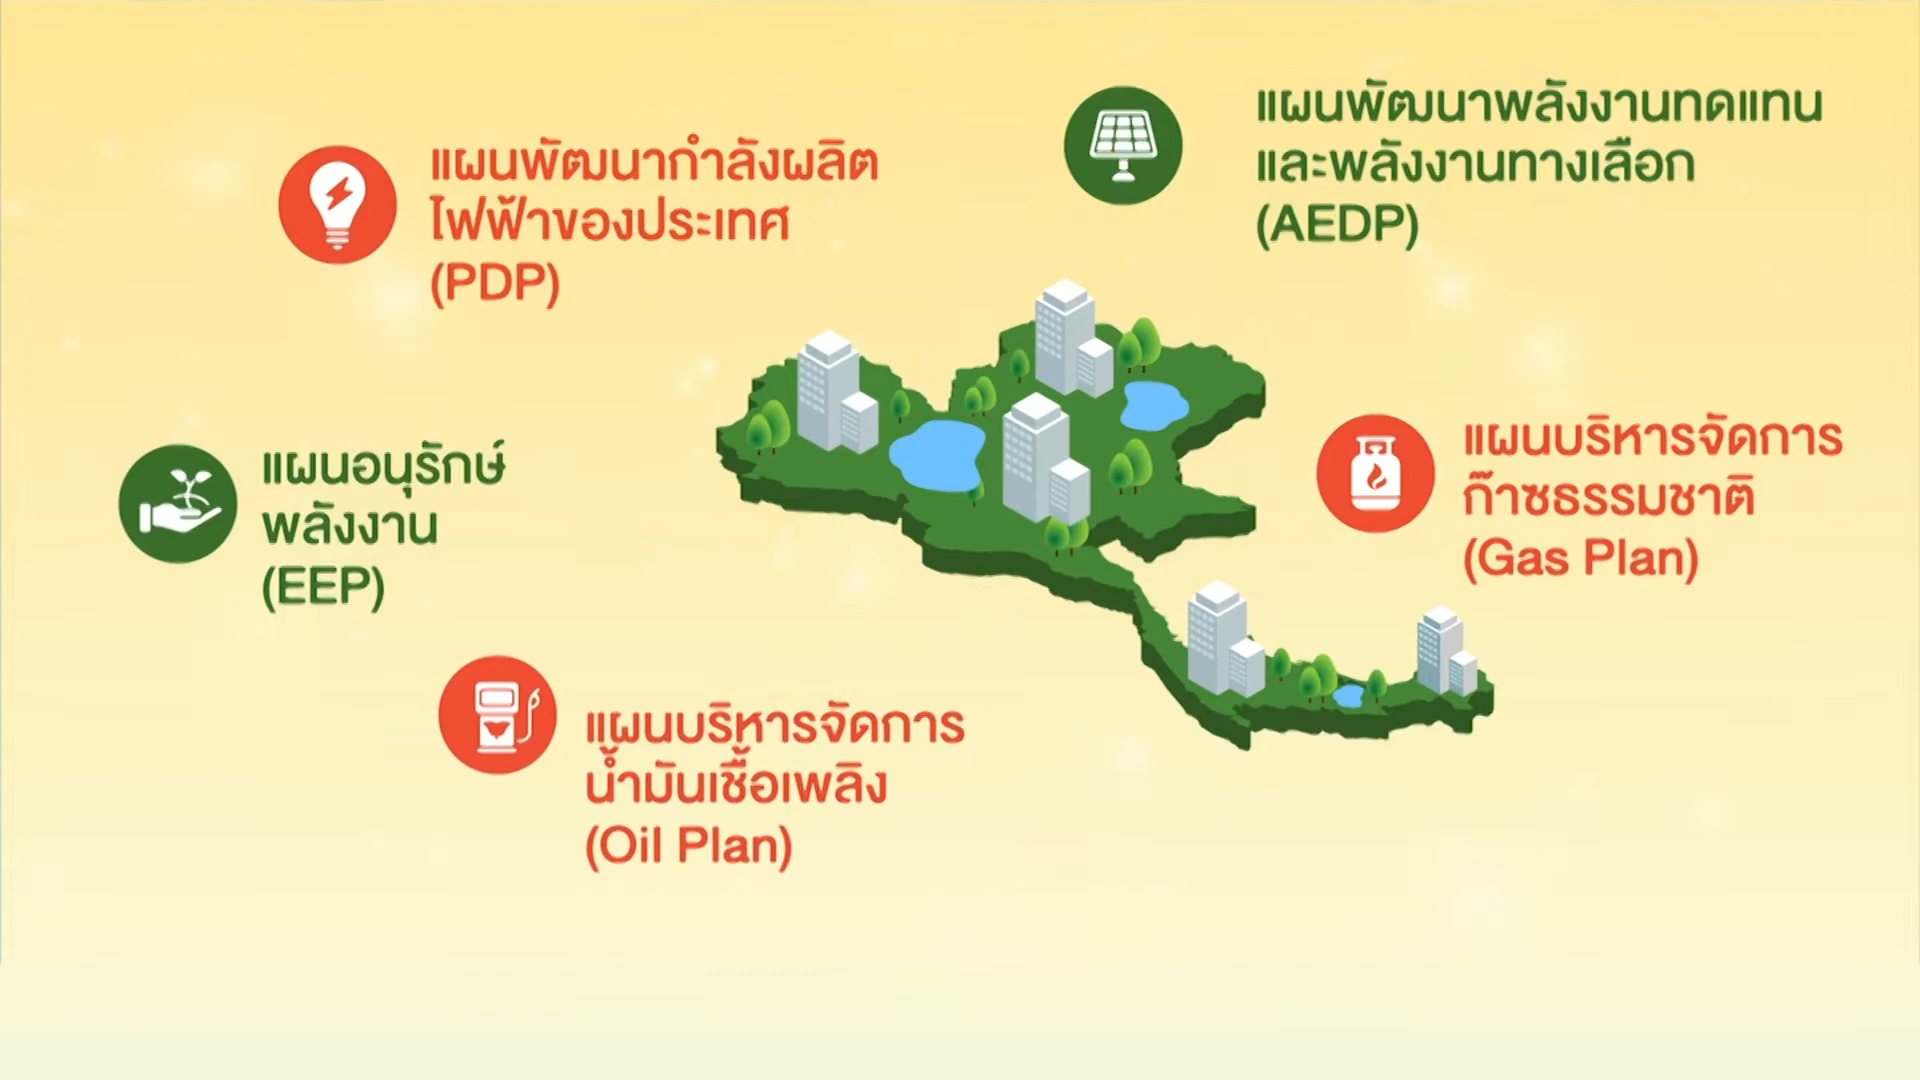 แผนพัฒนากำลังผลิต
ไฟฟ้าของประเทศ
(PDP)
แผนพัฒนาพลังงานทดแทน
และพลังงานทางเลือก
(AEDP)
แผนอนุรักษ์
พลังงาน
(EEP)
แผนบริหารจัดการ
ก๊าซธรรมชาติ
(Gas Plan)
แผนบริหารจัดการ
น้ำมันเชื้อเพลิง
(Oil Plan)